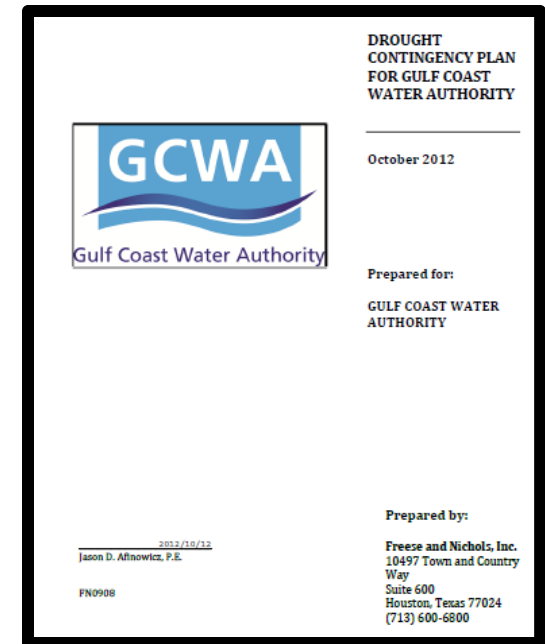 DROUGHT
CONTINGENCY PLAN
FOR GULF COAST
WATER AUTHORITY
October 2012
GCWA
Gulf Coast Water Authority
Prepared for:
GULF COAST WATER
AUTHORITY
Prepared by:
Freese and Nichols, Inc.
10497 Town and Country
Way
Suite 600
Houston, Texas 77024
(713) 600-6800
2012/10/12
Jason D. Afinowicz, P.E.
FN0908